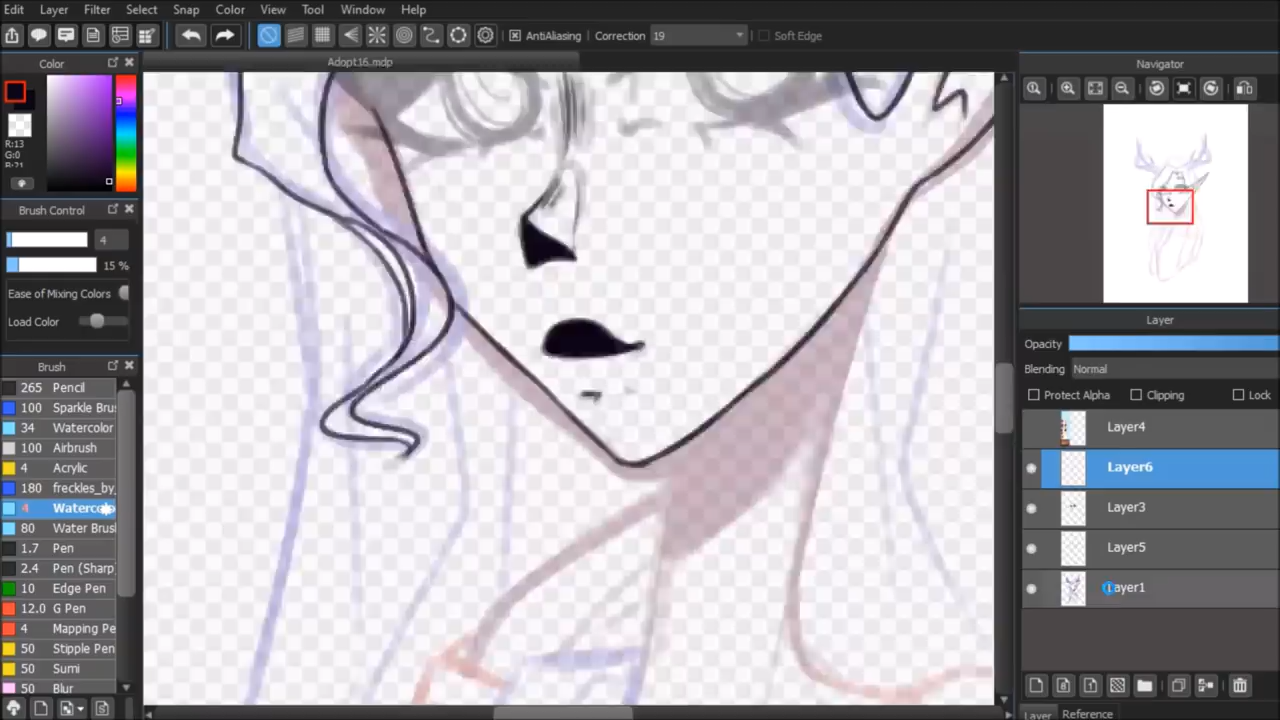 Edit Layer Filter Select Snap Color View Tool Window Help
AntiAliasing Correction 19 Soft Edge
Color
Adopt16.mdp
Navigator
R:13
G:0
B:21
Brush Control
4
15 %
Ease of Mixing Colors
Load Color
Layer
Opacity
Blending Normal
Protect Alpha Clipping Lock
Layer4
Layer6
Layer3
Layer5
Layer1
Brush
265 Pencil
100 Sparkle Brus
34 Watercolor
100 Airbrush
4 Acrylic
180 freckles_by_
4 Waterco
80 Water Brus
1.7 Pen
2.4 Pen (Sharp
10 Edge Pen
12.0 G Pen
4 Mapping Pe
50 Stipple Pen
50 Sumi
50 Blur
Layer Reference